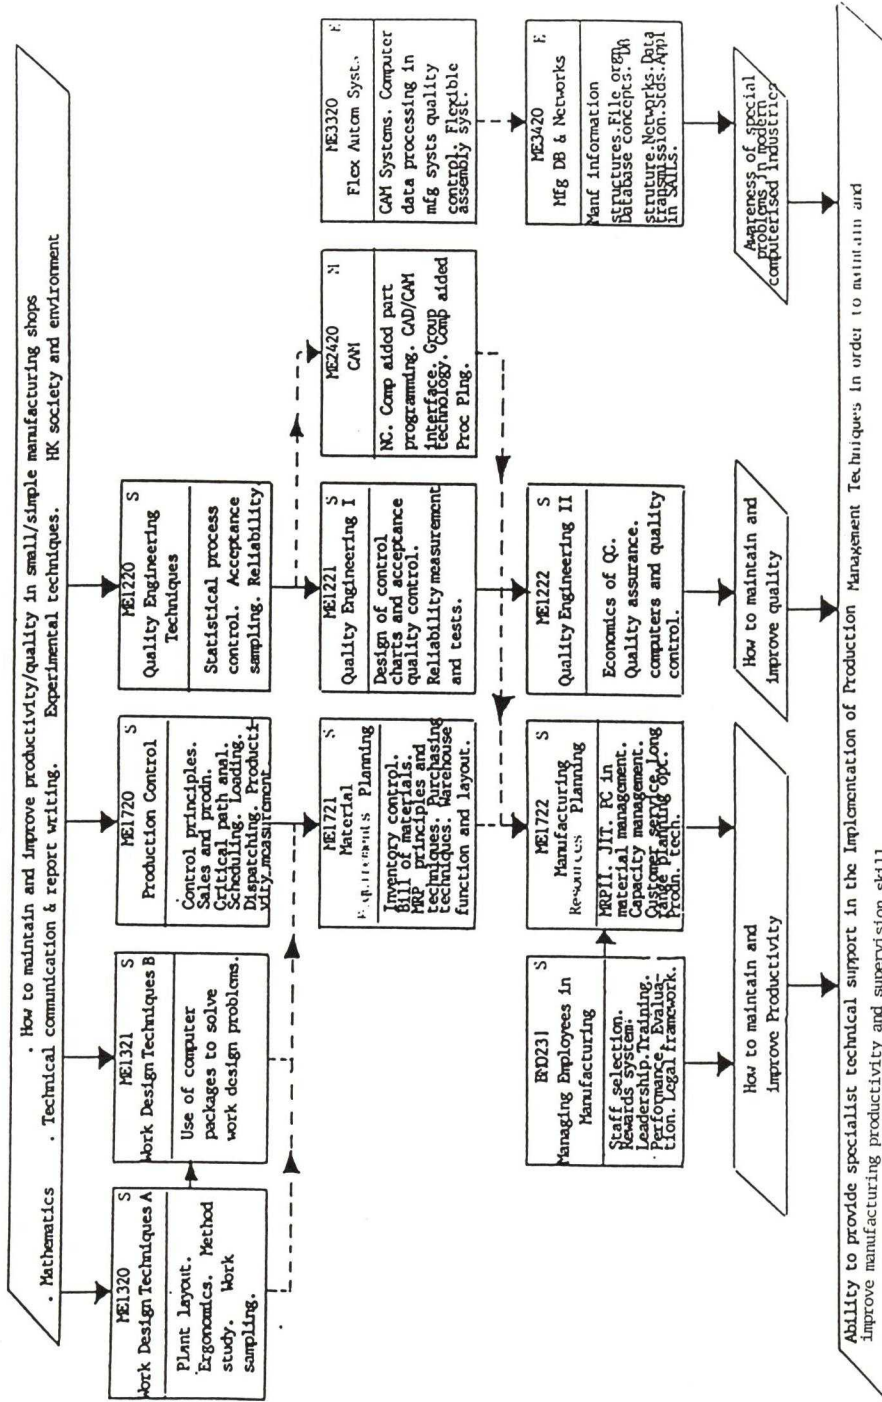 . How to maintain and improve productivity/quality in small/simple manufacturing shops
. Mathematics . Technical communication & report writing. Experimental techniques. HK society and environment
ME1320 S
Work Design Techniques A
Plant layout.
Ergonomics. Method
study. Work
sampling.
ME1321 S
Work Design Techniques B
Use of computer
packages to solve
work design problems.
ME1720 S
Production Control
Control principles.
Sales and prodn.
Critical path anal.
Scheduling. Loading.
Dispatching. Producti-
vity measurement
ME1220 S
Quality Engineering
Techniques
Statistical process
control. Acceptance
sampling. Reliability
ME1721 S
Material
Planning
Inventory control.
Bill of materials.
MRP principles and
techniques. Purchasing
techniques. Warehouse
function and layout.
ME1221 S
Quality Engineering I
Design of control
charts and acceptance
quality control.
Reliability measurement
and tests.
ME2420
CAM
NC. Comp aided part
programming. CAD/CAM
interface. Group
technology. Comp aided
Proc Plng.
ME3320 E
Flex Autom Syst.
CAM Systems. Computer
data processing in
mfg systs quality
control. Flexible
assembly syst.
BMD231 S
Managing Employees in
Manufacturing
Staff selection.
Rewards system.
Leadership.Training.
Performance. Evalua-
tion. Legal framework.
ME1722 S
Manufacturing
Resources Planning
MRPII. JIT. PC in
material management.
Capacity management.
Customer service. Long
range planning opt.
Prodn. tech.
ME1222 S
Quality Engineering II
Economics of QC.
Quality assurance.
computers and quality
control.
ME3420 E
Mfg DB & Networks
Manf information
structures.File orgn
Database concepts. DB
struture.Networks.Data
transmission.Stds.Appl
in
How to maintain and
improve Productivity
How to maintain and
improve quality
Awareness of special
problems in modern
computerised industries
Ability to provide specialist technical support in the Implementation of Production Management Techniques in order to maintain and
improve manufacturing productivity and supervision skill